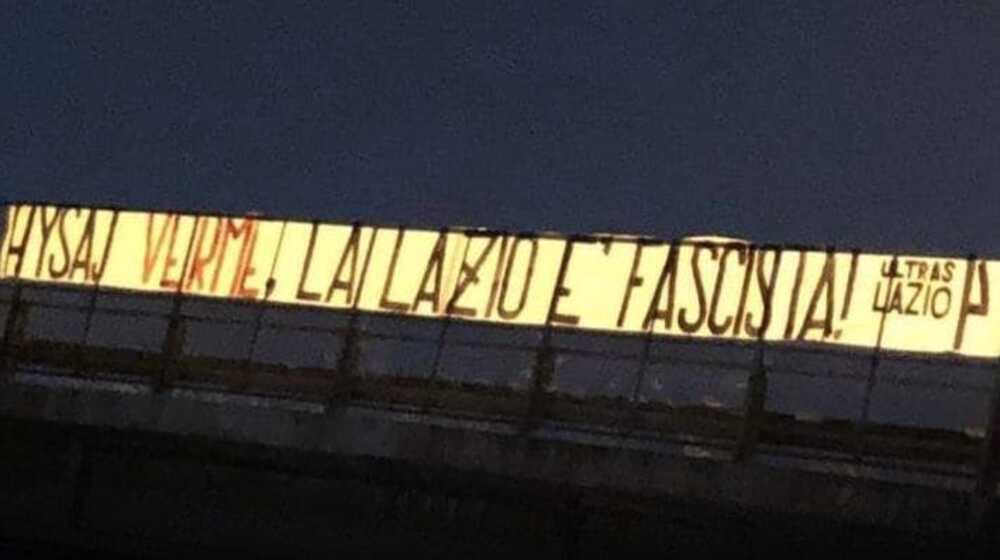 HYSAJ VERME, LA LAZIO E' FASCISTA!
ULTRAS
LAZIO